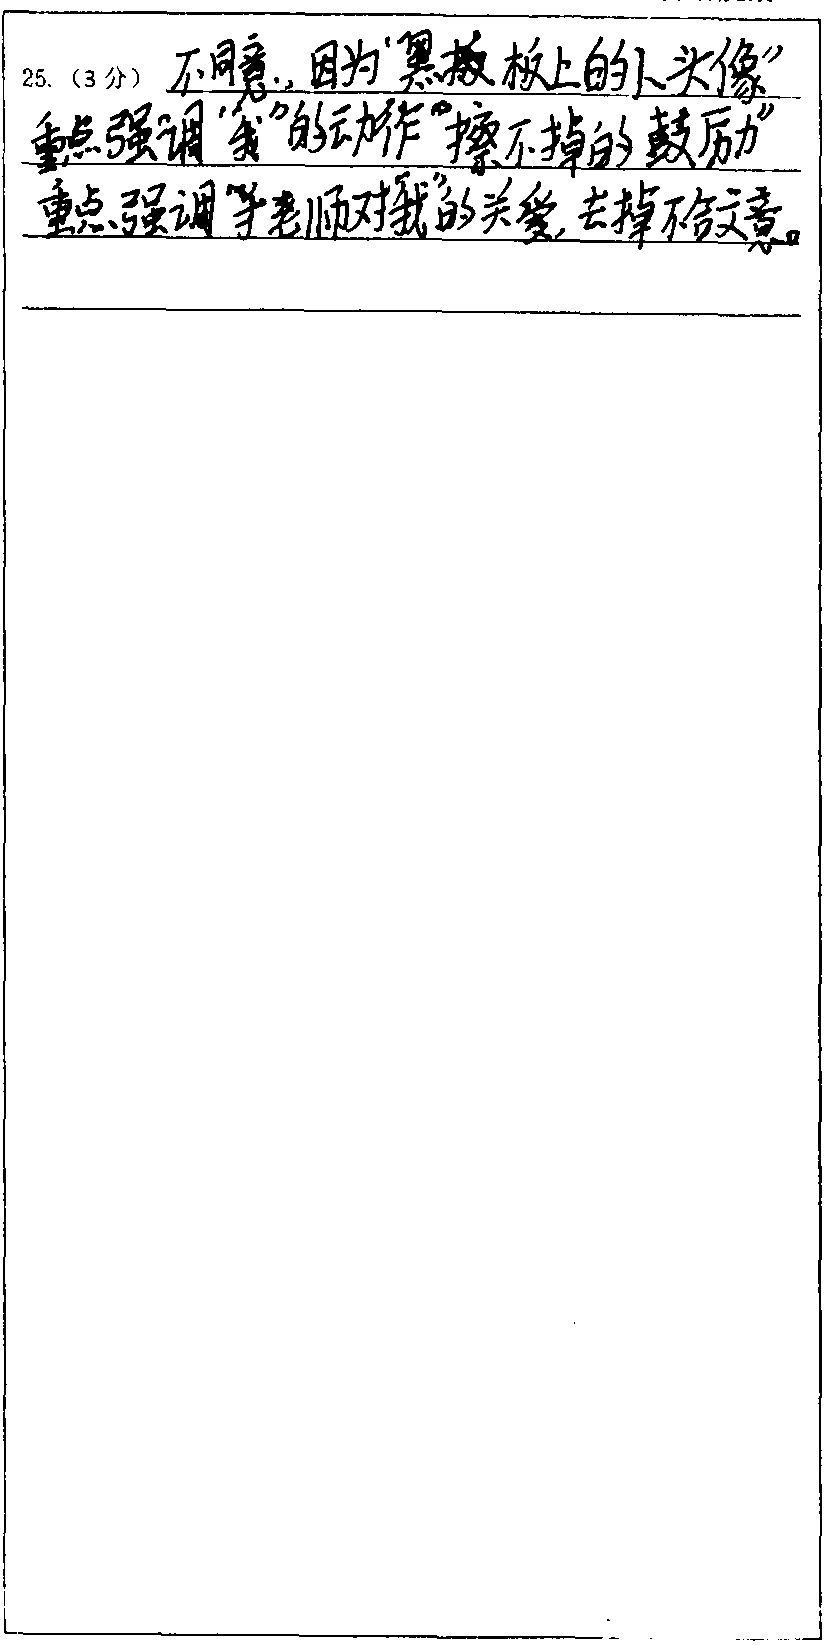 25.（3分）不同意，因为“黑板上的人头像”
重点强调“我”的动作“擦不掉的鼓励”
重点强调“于老师对“我”的关爱，去掉不合文意。